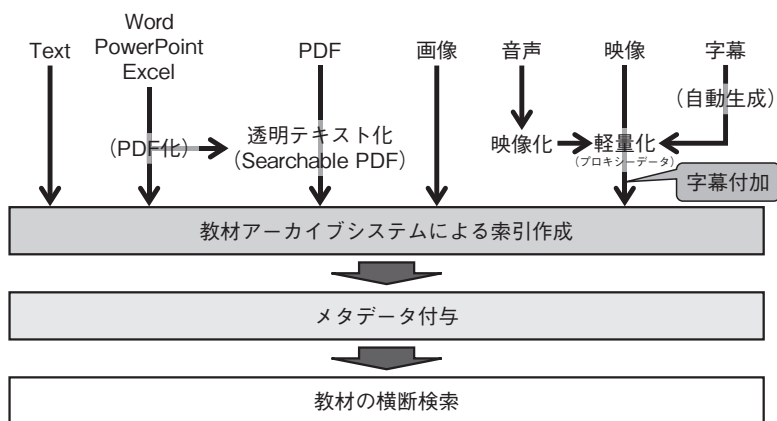 Text
Word
PowerPoint
Excel
PDF
画像
音声
映像
字幕
(PDF化)
透明テキスト化
(Searchable PDF)
映像化
軽量化
(プロキシーデータ)
(自動生成)
字幕付加
教材アーカイブシステムによる索引作成
メタデータ付与
教材の横断検索